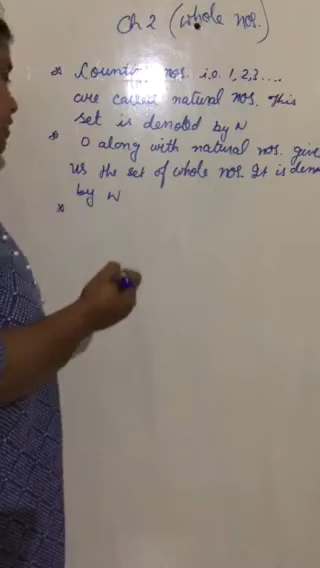 Ch 2 (whole nos.)
* Counting nos. i.e. 1, 2, 3 ....
are called natural nos. This
set is denoted by N
* 0 along with natural nos. give
us the set of whole nos. It is deno
by W
*